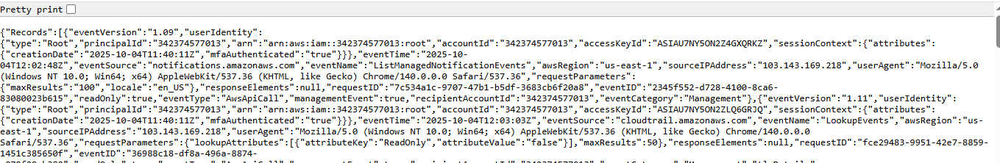 Pretty print
{"Records":[{"eventVersion":"1.09","userIdentity":
{"type":"Root","principalId":"342374577013","arn":"arn:aws:iam::342374577013:root","accountId":"342374577013","accessKeyId":"ASIAU7NY5ON2Z4GXQRKZ","sessionContext":{"attributes":
{"creationDate":"2025-10-04T11:40:11Z","mfaAuthenticated":"true"}}},"eventTime":"2025-10-
04T12:02:48Z","eventSource":"notifications.amazonaws.com","eventName":"ListManagedNotificationEvents","awsRegion":"us-east-1","sourceIPAddress":"103.143.169.218","userAgent":"Mozilla/5.0
(Windows NT 10.0; Win64; x64) AppleWebKit/537.36 (KHTML, like Gecko) Chrome/140.0.0.0 Safari/537.36","requestParameters":
{"maxResults":"100","locale":"en_US"},"responseElements":null,"requestID":"7c534a1c-9707-47b1-b5df-3683cb6f20a8","eventID":"2345f552-d728-4100-8ca6-
83080023b615","readOnly":true,"eventType":"AwsApiCall","managementEvent":true,"recipientAccountId":"342374577013","eventCategory":"Management"},{"eventVersion":"1.11","userIdentity":
{"type":"Root","principalId":"342374577013","arn":"arn:aws:iam::342374577013:root","accountId":"342374577013","accessKeyId":"ASIAU7NY5ON2ZLQ6GRJQ","sessionContext":{"attributes":
{"creationDate":"2025-10-04T11:40:11Z","mfaAuthenticated":"true"}}},"eventTime":"2025-10-04T12:03:03Z","eventSource":"cloudtrail.amazonaws.com","eventName":"LookupEvents","awsRegion":"us-
east-1","sourceIPAddress":"103.143.169.218","userAgent":"Mozilla/5.0 (Windows NT 10.0; Win64; x64) AppleWebKit/537.36 (KHTML, like Gecko) Chrome/140.0.0.0
Safari/537.36","requestParameters":{"lookupAttributes":[{"attributeKey":"ReadOnly","attributeValue":"false"}],"maxResults":50},"responseElements":null,"requestID":"fce29483-9951-42e7-8859-
1451c385650f","eventID":"36988c18-df8a-496a-8874-